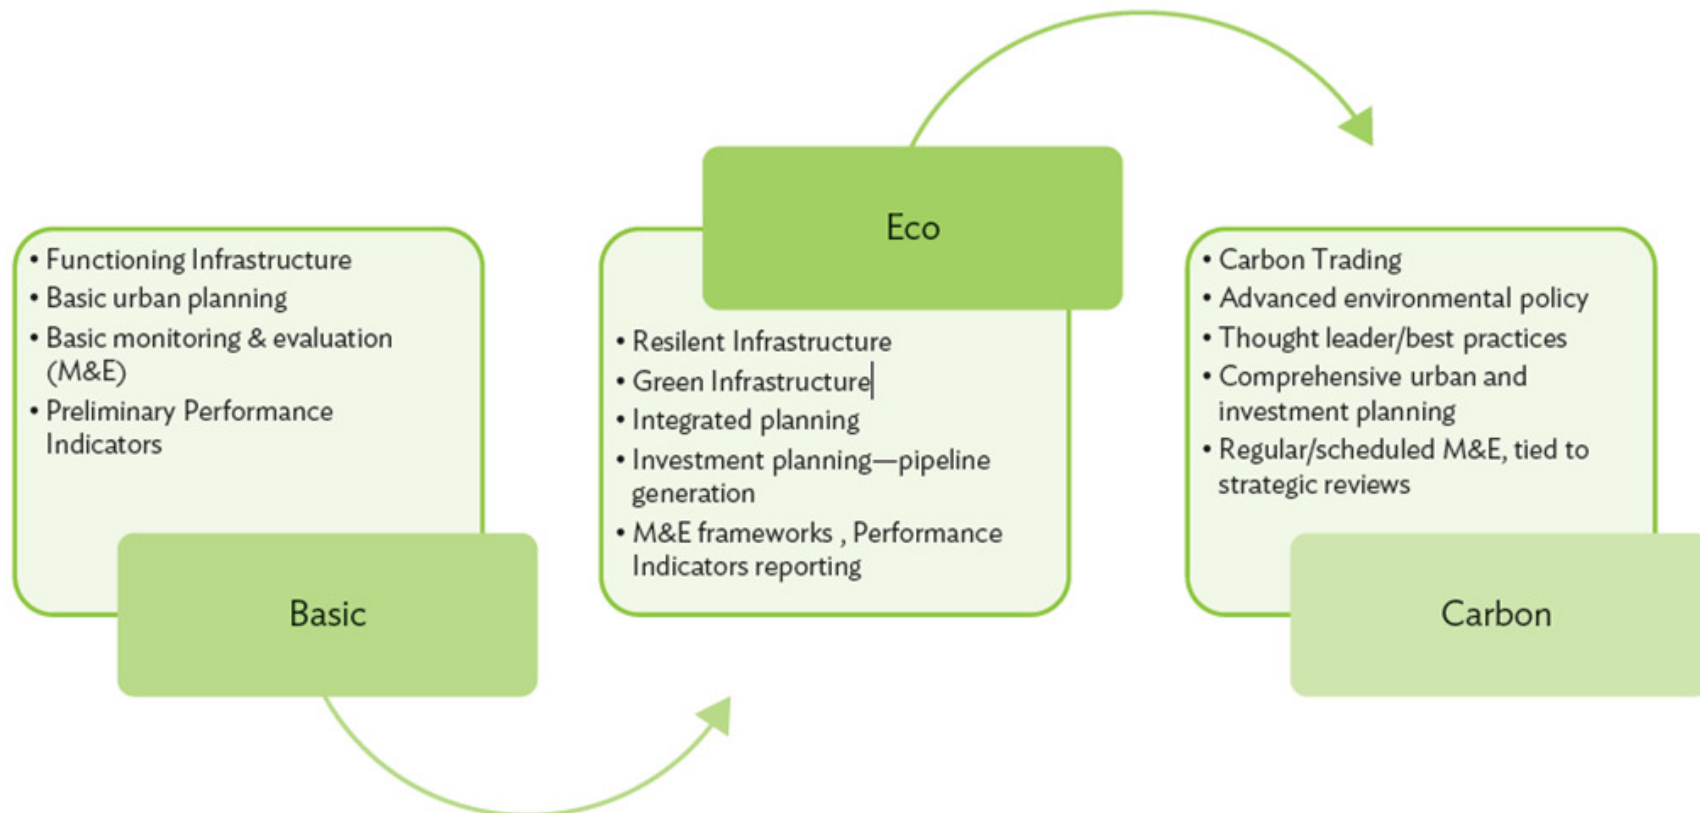 • Functioning Infrastructure
• Basic urban planning
• Basic monitoring & evaluation
(M&E)
• Preliminary Performance
Indicators
Basic
Eco
• Resilent Infrastructure
• Green Infrastructure
• Integrated planning
• Investment planning—pipeline
generation
• M&E frameworks , Performance
Indicators reporting
• Carbon Trading
• Advanced environmental policy
• Thought leader/best practices
• Comprehensive urban and
investment planning
• Regular/scheduled M&E, tied to
strategic reviews
Carbon